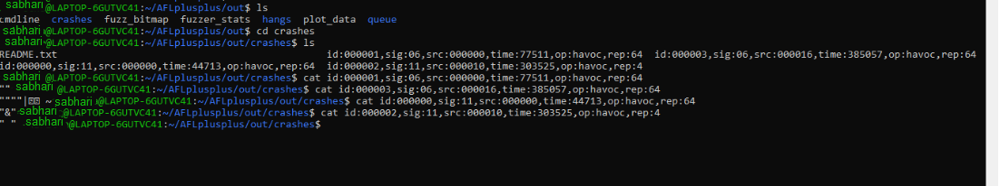 sabhari@LAPTOP-6GUTVC41:~/AFLplusplus/out$ ls
cmdline crashes fuzz_bitmap fuzzer_stats hangs plot_data queue
sabhari@LAPTOP-6GUTVC41:~/AFLplusplus/out$ cd crashes
sabhari@LAPTOP-6GUTVC41:~/AFLplusplus/out/crashes$ ls
README.txt id:000001,sig:06,src:000000,time:77511,op:havoc,rep:64 id:000003,sig:06,src:000016,time:385057,op:havoc,rep:64
id:000000,sig:11,src:000000,time:44713,op:havoc,rep:64 id:000002,sig:11,src:000010,time:303525,op:havoc,rep:4
sabhari@LAPTOP-6GUTVC41:~/AFLplusplus/out/crashes$ cat id:000001,sig:06,src:000000,time:77511,op:havoc,rep:64
"" sabhari@LAPTOP-6GUTVC41:~/AFLplusplus/out/crashes$ cat id:000003,sig:06,src:000016,time:385057,op:havoc,rep:64
""""| ~ sabhari@LAPTOP-6GUTVC41:~/AFLplusplus/out/crashes$ cat id:000000,sig:11,src:000000,time:44713,op:havoc,rep:64
"&" sabhari@LAPTOP-6GUTVC41:~/AFLplusplus/out/crashes$ cat id:000002,sig:11,src:000010,time:303525,op:havoc,rep:4
" " sabhari@LAPTOP-6GUTVC41:~/AFLplusplus/out/crashes$